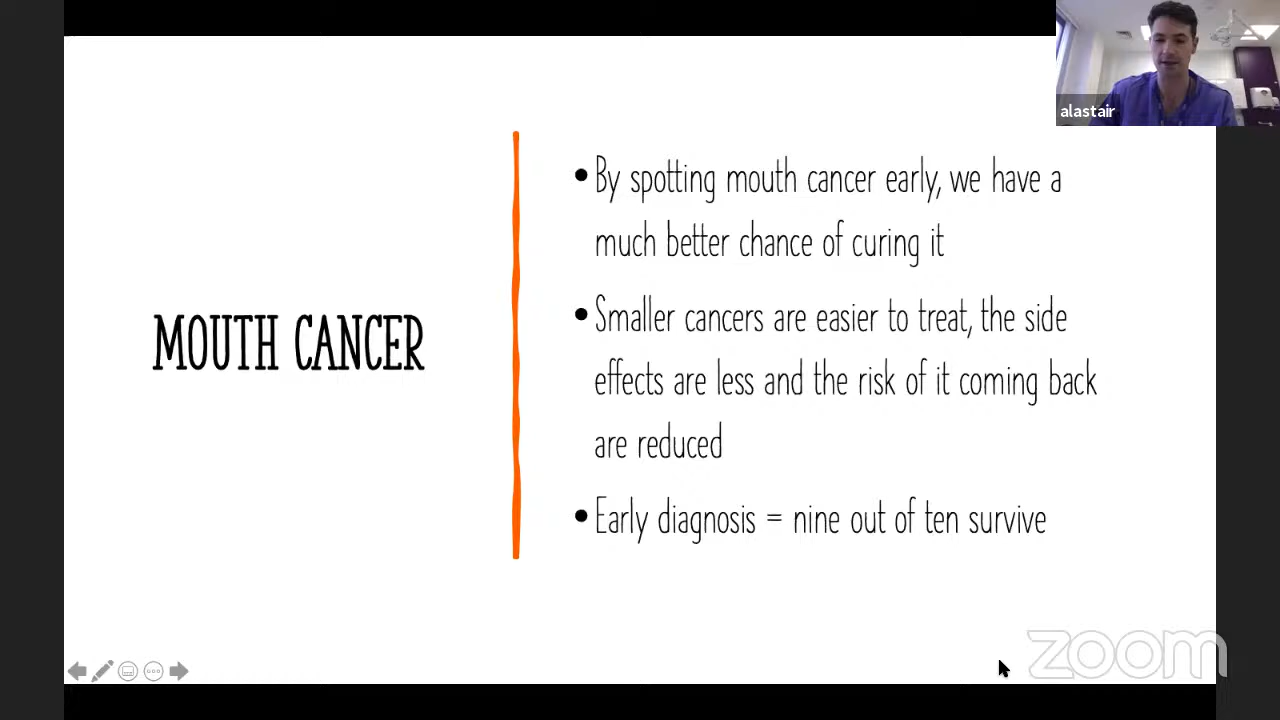 alastair
• By spotting mouth cancer early, we have a
much better chance of curing it
MOUTH CANCER
• Smaller cancers are easier to treat, the side
effects are less and the risk of it coming back
are reduced
• Early diagnosis = nine out of ten survive
zoom